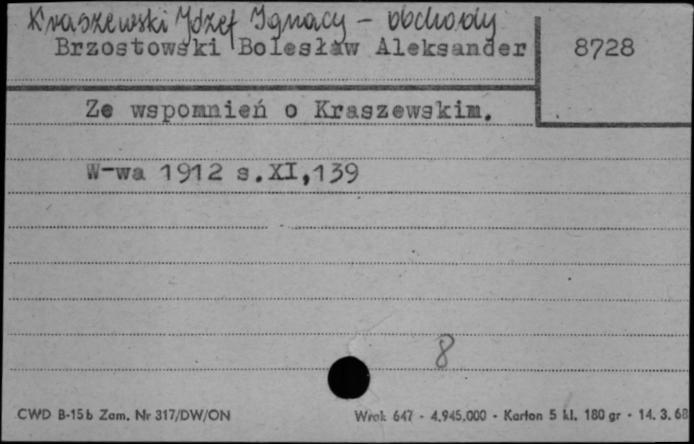 Kraszewski Józef Ignacy - obchody
Brzostowski Bolesław Aleksander
8728
Ze wspomnień o Kraszewskim.
W-wa 1912 s.XI,139
8
CWD B-15b Zam. Nr 317/DW/ON
Wrok 647 - 4.945.000 - Karton 5 kl. 180 gr - 14. 3. 68